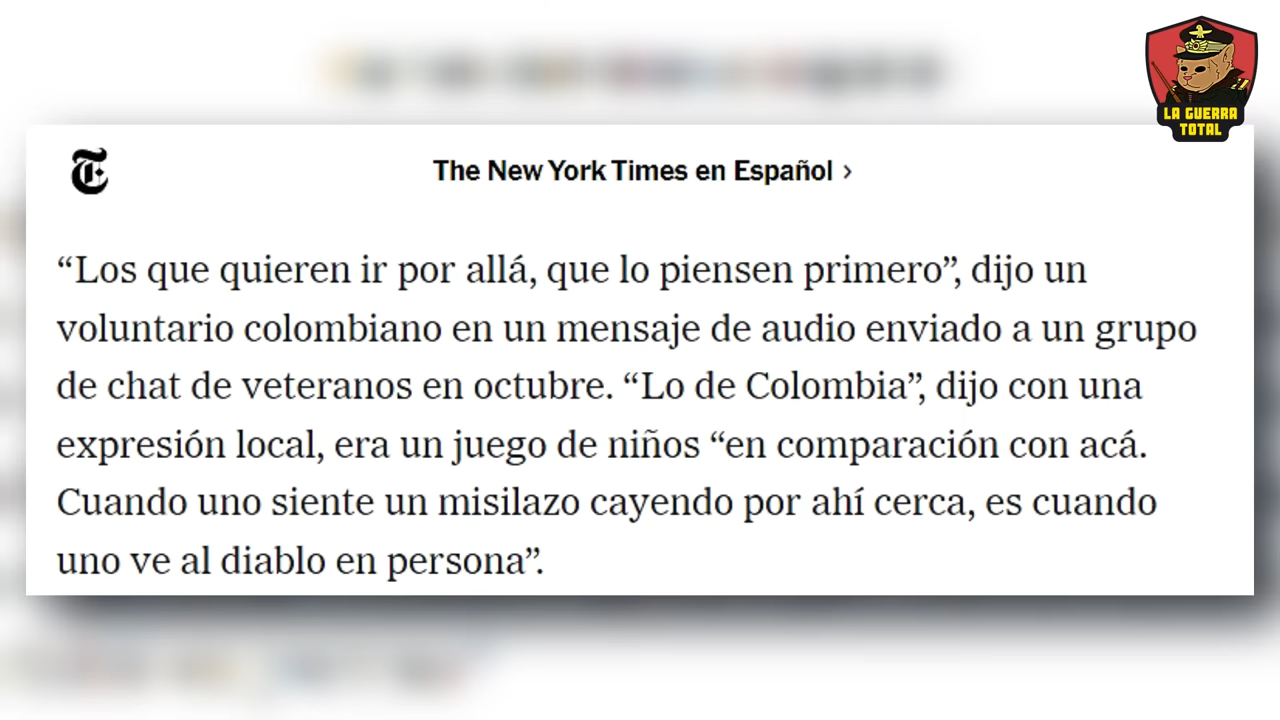 LA GUERRA
TOTAL
The New York Times en Español ›
“Los que quieren ir por allá, que lo piensen primero”, dijo un
voluntario colombiano en un mensaje de audio enviado a un grupo
de chat de veteranos en octubre. “Lo de Colombia”, dijo con una
expresión local, era un juego de niños “en comparación con acá.
Cuando uno siente un misilazo cayendo por ahí cerca, es cuando
uno ve al diablo en persona”.